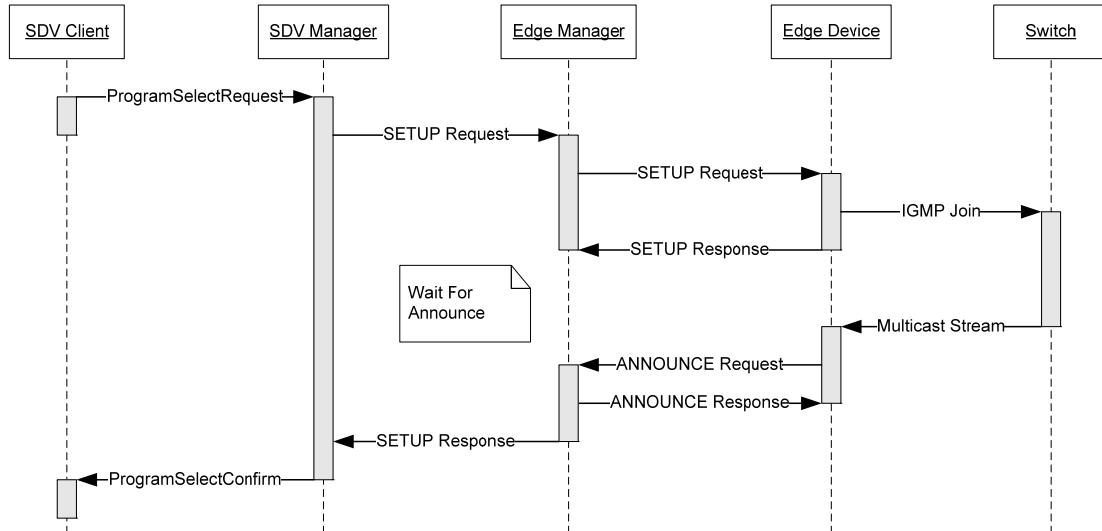 SDV Client
SDV Manager
Edge Manager
Edge Device
Switch
ProgramSelectRequest
SETUP Request
SETUP Request
IGMP Join
SETUP Response
Wait For
Announce
Multicast Stream
ANNOUNCE Request
ANNOUNCE Response
SETUP Response
ProgramSelectConfirm